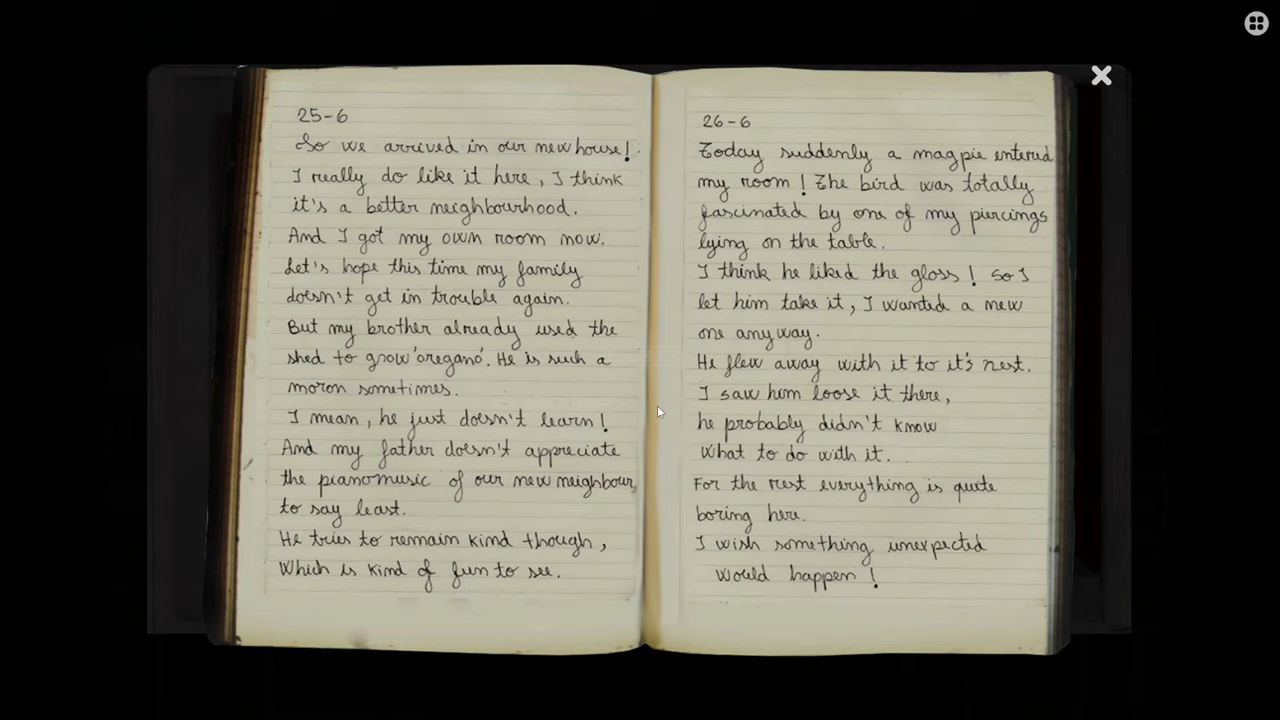 25-6
So we arrived in our new house!
I really do like it here, I think
it's a better neighbourhood.
And I got my own room now.
Let's hope this time my family
doesn't get in trouble again.
But my brother already used the
shed to grow 'oregano'. He is such a
moron sometimes.
I mean, he just doesn't learn!
And my father doesn't appreciate
the pianomusic of our new neighbour,
to say least.
He tries to remain kind though,
Which is kind of fun to see.
26-6
Today suddenly a magpie entered
my room! The bird was totally
fascinated by one of my piercings
lying on the table.
I think he liked the gloss! So I
let him take it, I wanted a new
one anyway.
He flew away with it to it's nest.
I saw him loose it there,
he probably didn't know
what to do with it.
For the rest everything is quite
boring here.
I wish something unexpected
would happen!